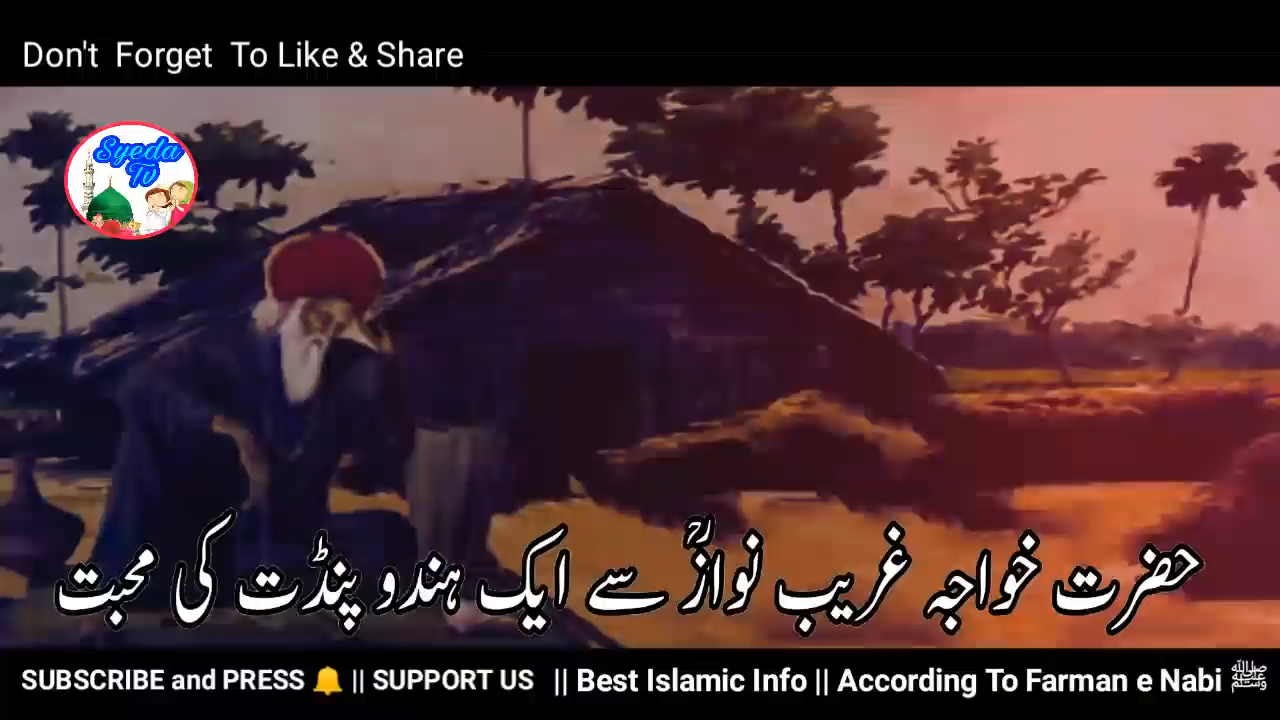 Don't Forget To Like & Share
Syeda
Tv
حضرت خواجہ غریب نوازؒ سے ایک ہندو پنڈت کی محبت
SUBSCRIBE and PRESS 🔔 || SUPPORT US || Best Islamic Info || According To Farman e Nabi ﷺ